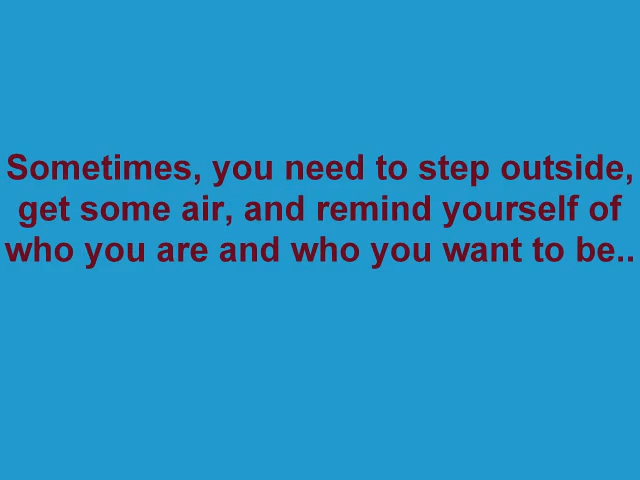 Sometimes, you need to step outside,
get some air, and remind yourself of
who you are and who you want to be..